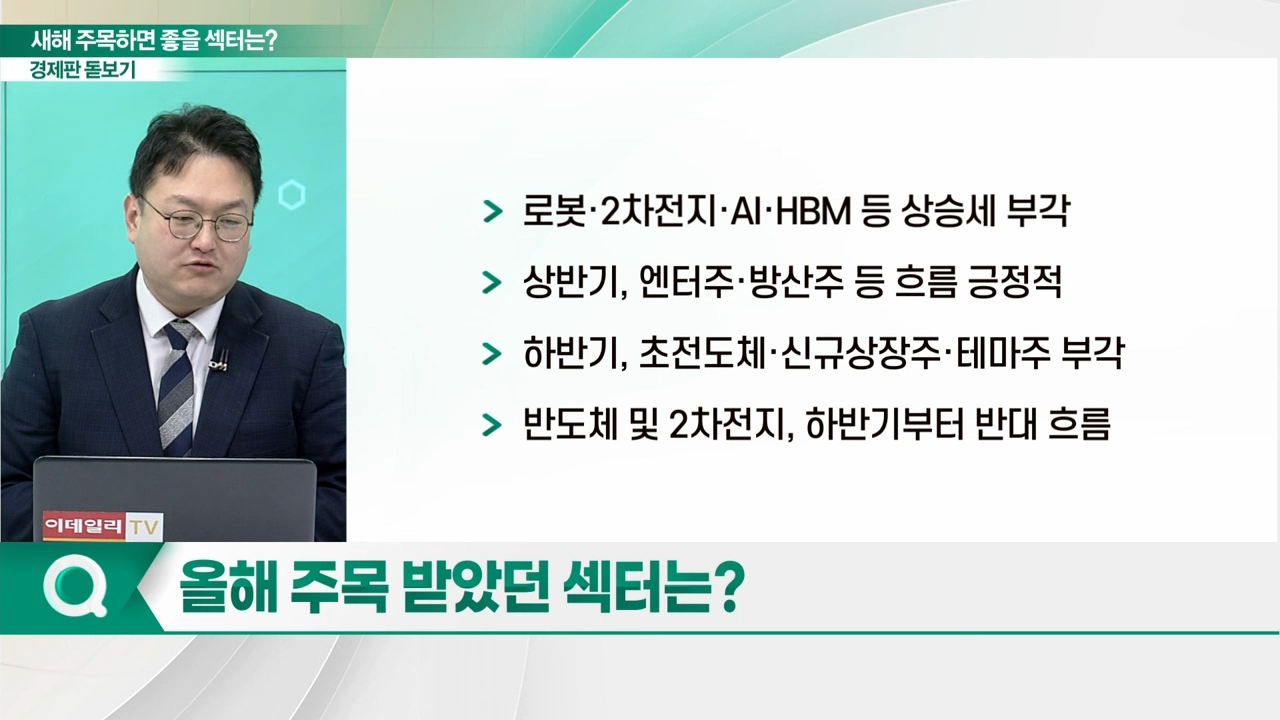 새해 주목하면 좋을 섹터는?
경제판 돋보기
로봇·2차전지·AI·HBM 등 상승세 부각
상반기, 엔터주·방산주 등 흐름 긍정적
하반기, 초전도체·신규상장주·테마주 부각
반도체 및 2차전지, 하반기부터 반대 흐름
이데일리 TV
올해 주목 받았던 섹터는?